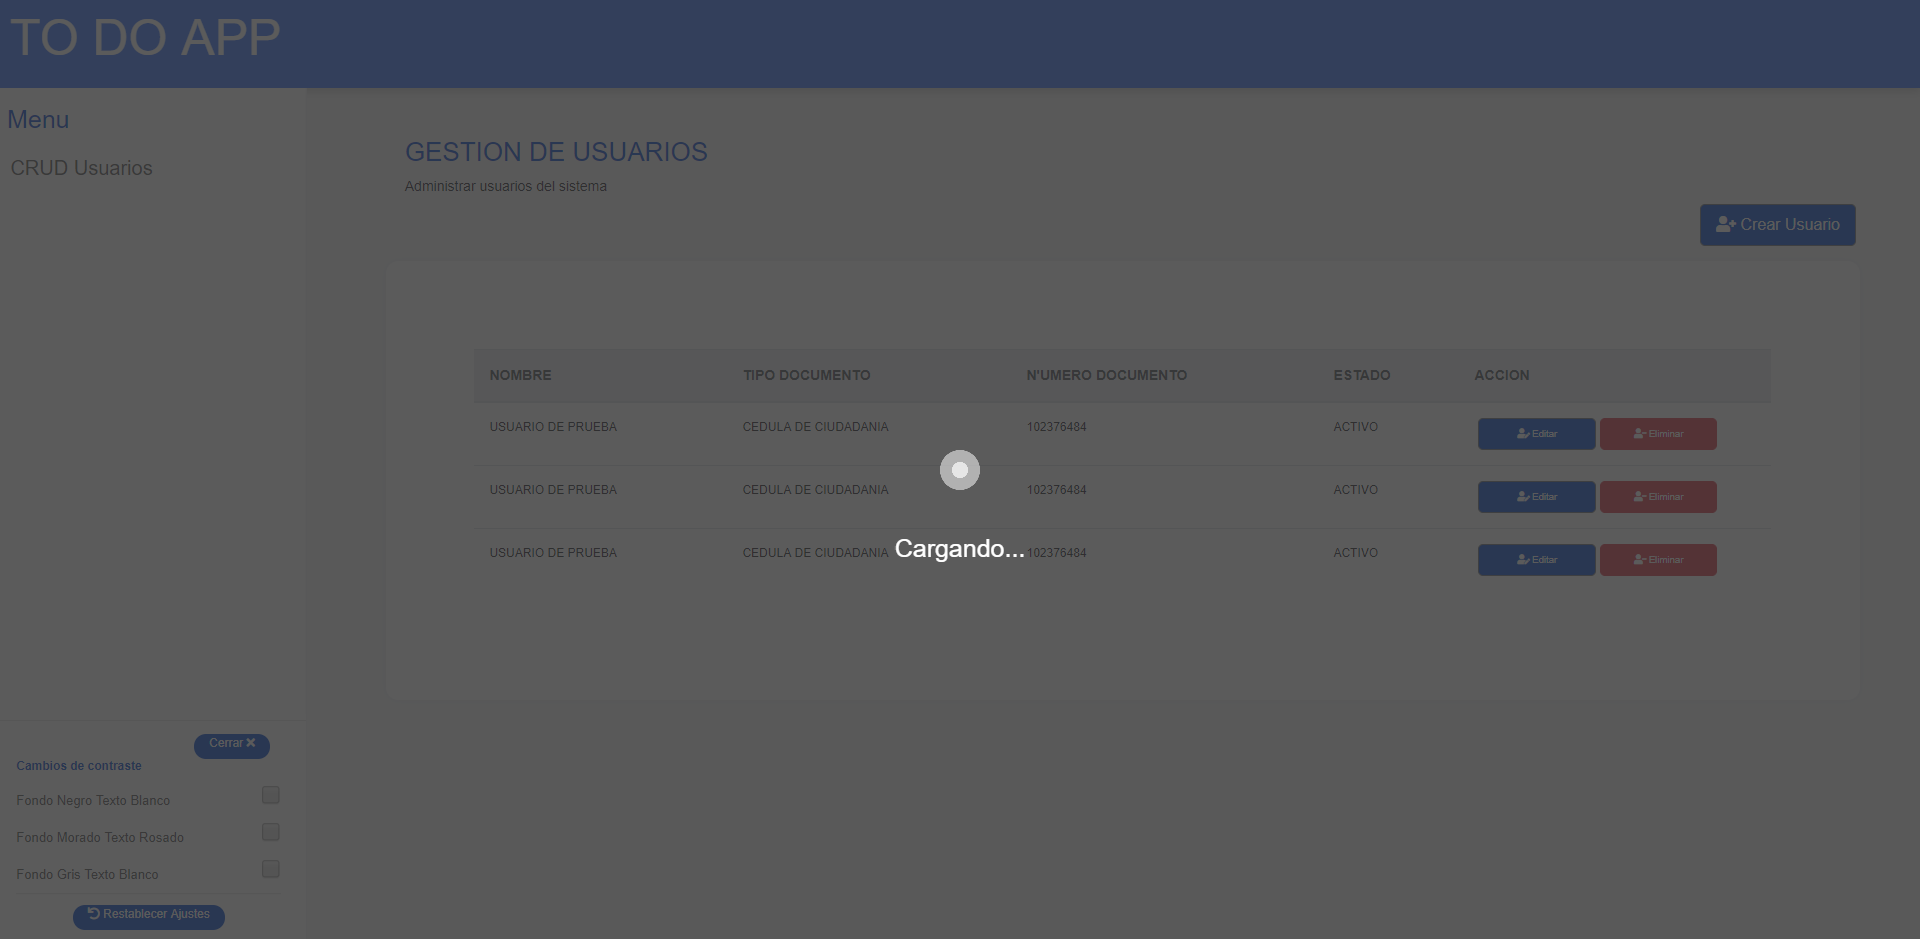 TO DO APP
Menu
CRUD Usuarios
GESTION DE USUARIOS
Administrar usuarios del sistema
Crear Usuario
NOMBRE TIPO DOCUMENTO N'UMERO DOCUMENTO ESTADO ACCION
USUARIO DE PRUEBA CEDULA DE CIUDADANIA 102376484 ACTIVO Editar Eliminar
USUARIO DE PRUEBA CEDULA DE CIUDADANIA 102376484 ACTIVO Editar Eliminar
Cargando...
USUARIO DE PRUEBA CEDULA DE CIUDADANIA 102376484 ACTIVO Editar Eliminar
Cerrar
Cambios de contraste
Fondo Negro Texto Blanco
Fondo Morado Texto Rosado
Fondo Gris Texto Blanco
Restablecer Ajustes